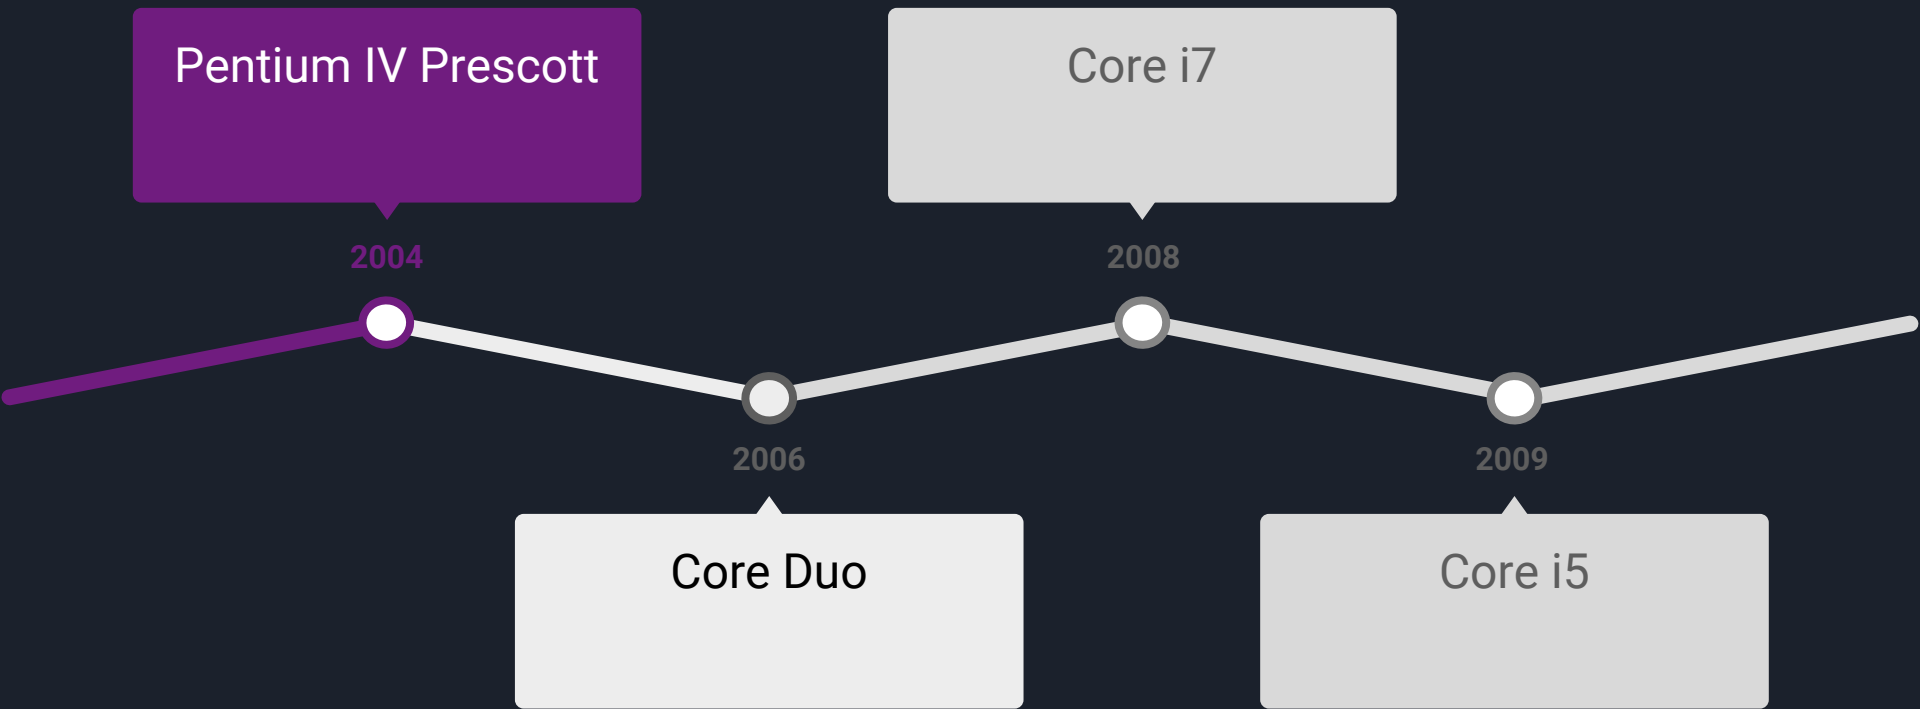 Pentium IV Prescott
2004
2006
Core Duo
Core i7
2008
2009
Core i5